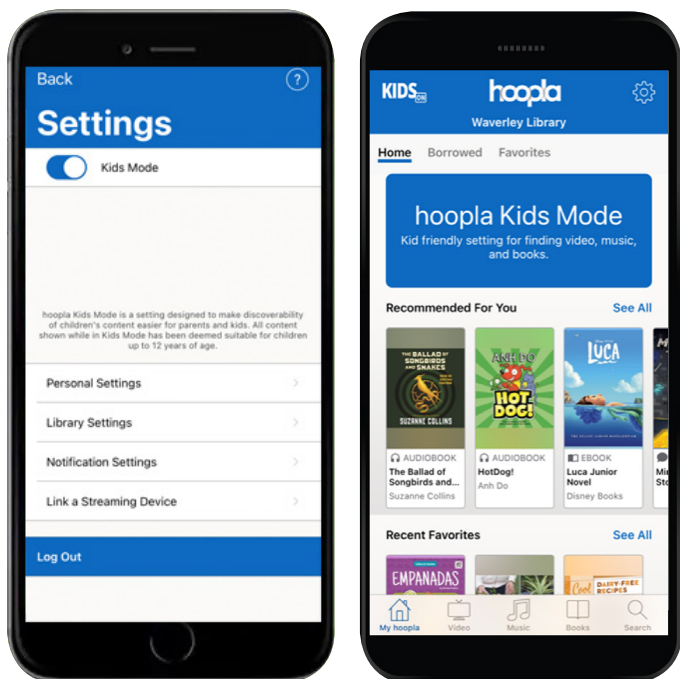 Back
?
Settings
Kids Mode
hoopla Kids Mode is a setting designed to make discoverability
of children's content easier for parents and kids. All content
shown while in Kids Mode has been deemed suitable for children
up to 12 years of age.
Personal Settings
Library Settings
Notification Settings
Link a Streaming Device
Log Out
KIDS ON
hoopla
Waverley Library
Home Borrowed Favorites
hoopla Kids Mode
Kid friendly setting for finding video, music,
and books.
Recommended For You See All
THE BALLAD OF
SONGBIRDS
AND SNAKES
SUZANNE COLLINS
AUDIOBOOK
The Ballad of
Songbirds and...
Suzanne Collins
ANH DO
HOT
DOG!
AUDIOBOOK
HotDog!
Anh Do
LUCA
EBOOK
Luca Junior
Novel
Disney Books
Recent Favorites See All
EMPANADAS
Cool DAIRY-FREE
RECIPES
My hoopla Video Music Books Search